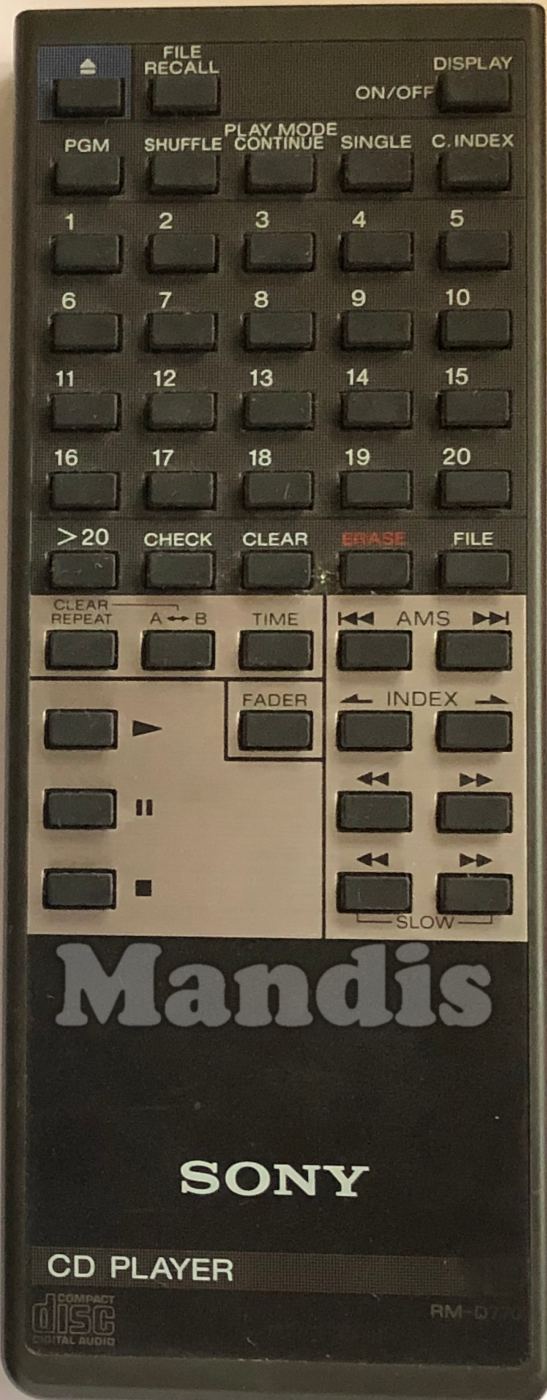 FILE
RECALL
DISPLAY
ON/OFF
PLAY MODE
PGM SHUFFLE CONTINUE SINGLE C.INDEX
1 2 3 4 5
6 7 8 9 10
11 12 13 14 15
16 17 18 19 20
>20 CHECK CLEAR ERASE FILE
CLEAR
REPEAT A↔B TIME AMS
FADER INDEX
SLOW
Mandis
SONY
CD PLAYER
COMPACT
disc
DIGITAL AUDIO